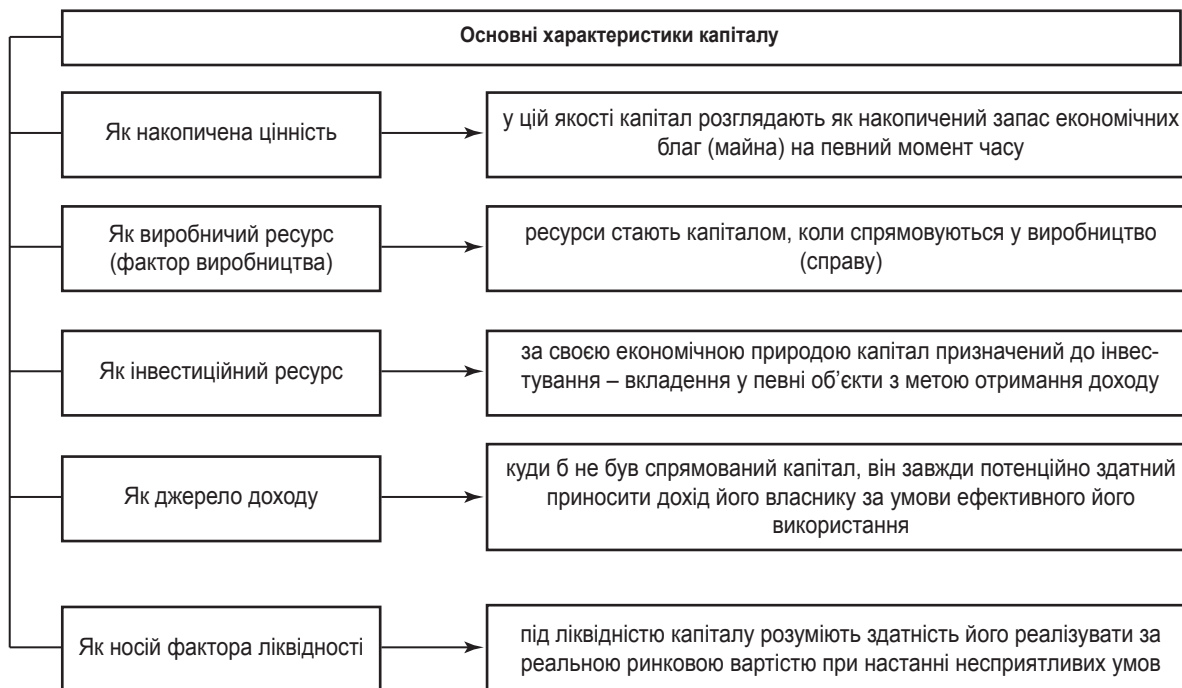 Основні характеристики капіталу
Як накопичена цінність
у цій якості капітал розглядають як накопичений запас економічних
благ (майна) на певний момент часу
Як виробничий ресурс
(фактор виробництва)
ресурси стають капіталом, коли спрямовуються у виробництво
(справу)
Як інвестиційний ресурс
за своєю економічною природою капітал призначений до інвес-
тування – вкладення у певні об’єкти з метою отримання доходу
Як джерело доходу
куди б не був спрямований капітал, він завжди потенційно здатний
приносити дохід його власнику за умови ефективного його
використання
Як носій фактора ліквідності
під ліквідністю капіталу розуміють здатність його реалізувати за
реальною ринковою вартістю при настанні несприятливих умов